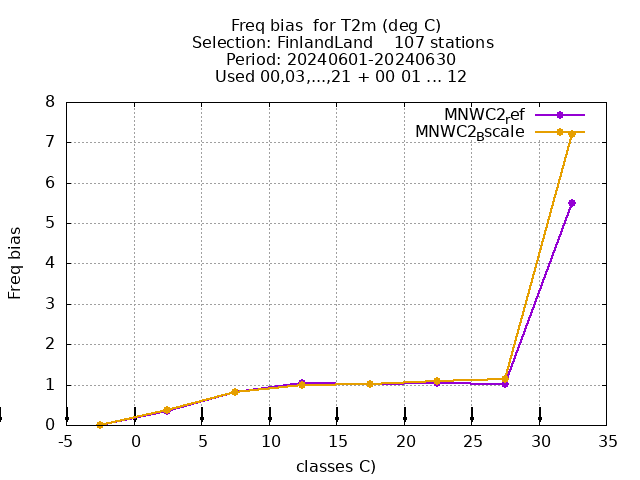 Freq bias  for T2m (deg C)
Selection: FinlandLand    107 stations
Period: 20240601-20240630
Used 00,03,...,21 + 00 01 ... 12
MNWC2ref
MNWC2Bscale
8
7
6
5
4
3
2
1
0
Freq bias
-5 0 5 10 15 20 25 30 35
classes C)